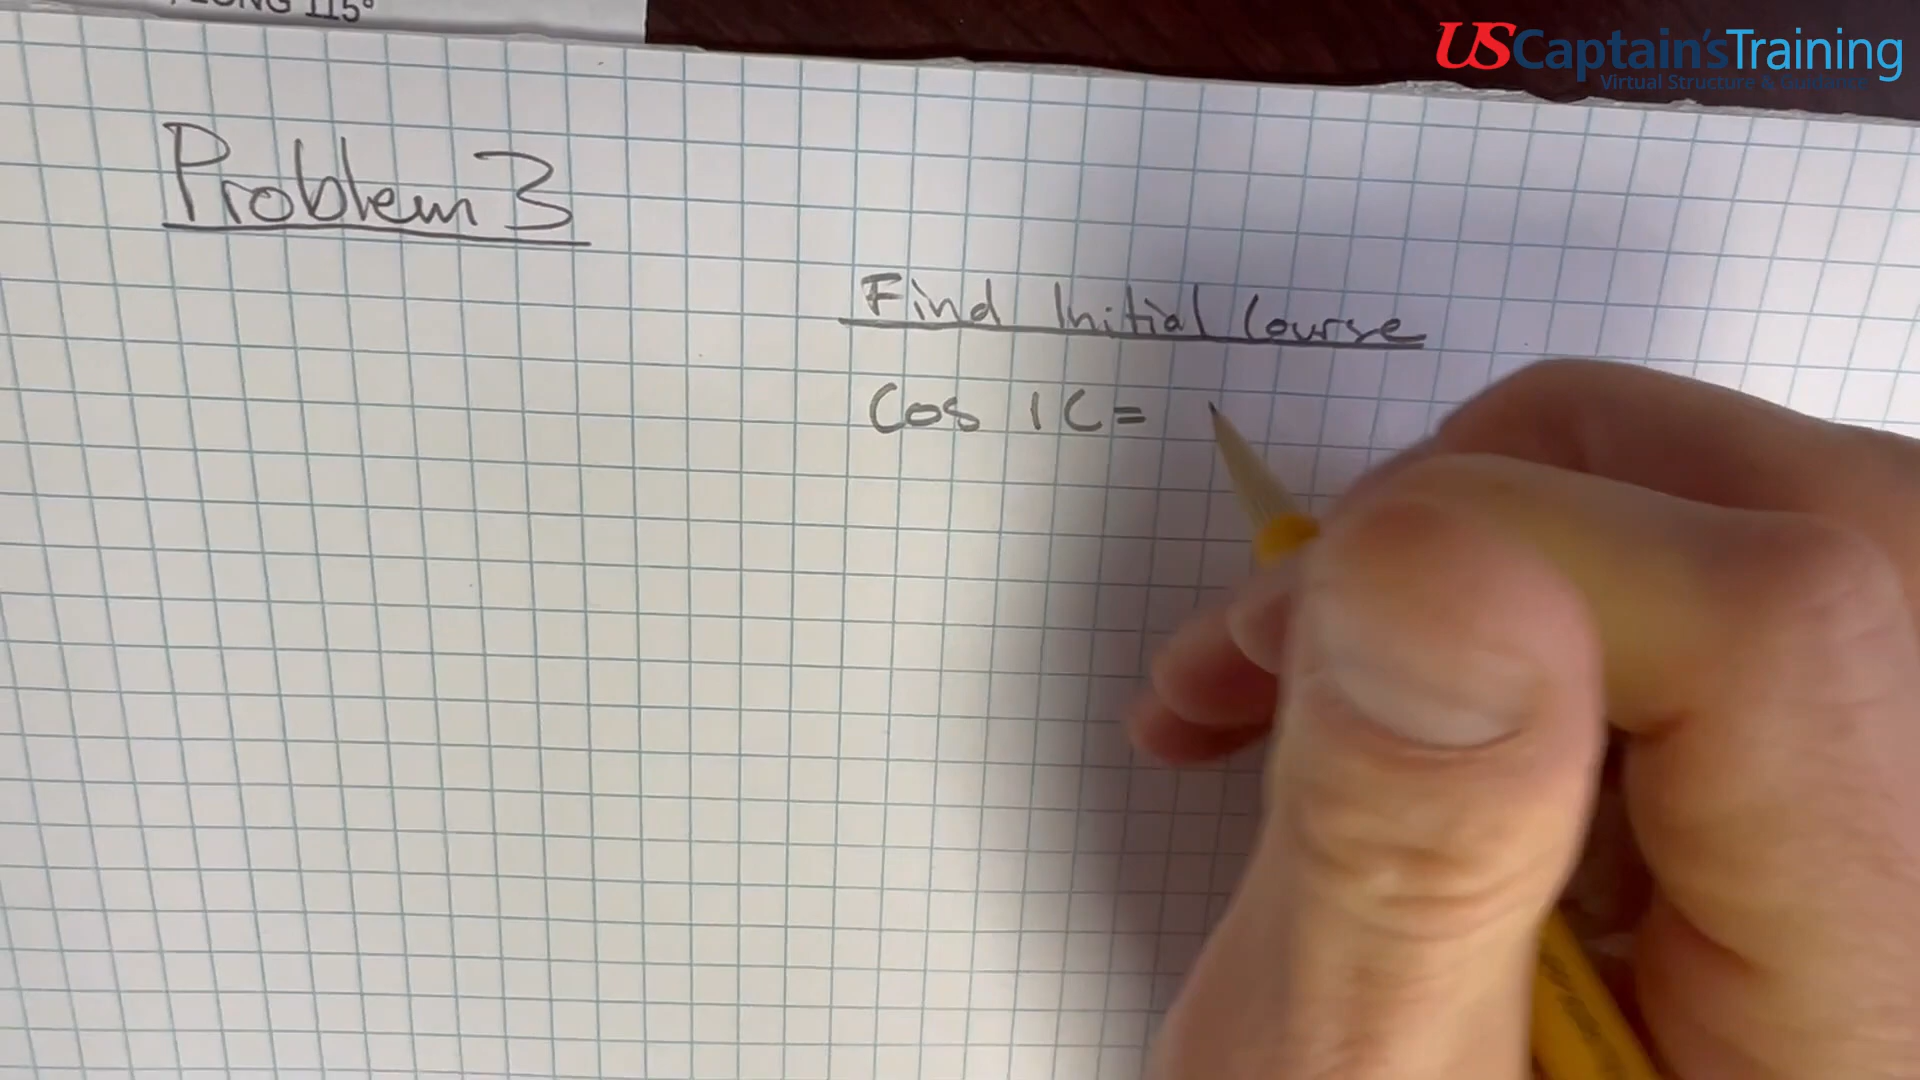 LONG 115°
USCaptain'sTraining
Virtual Structure & Guidance
Problem 3
Find Initial Course
Cos IC=